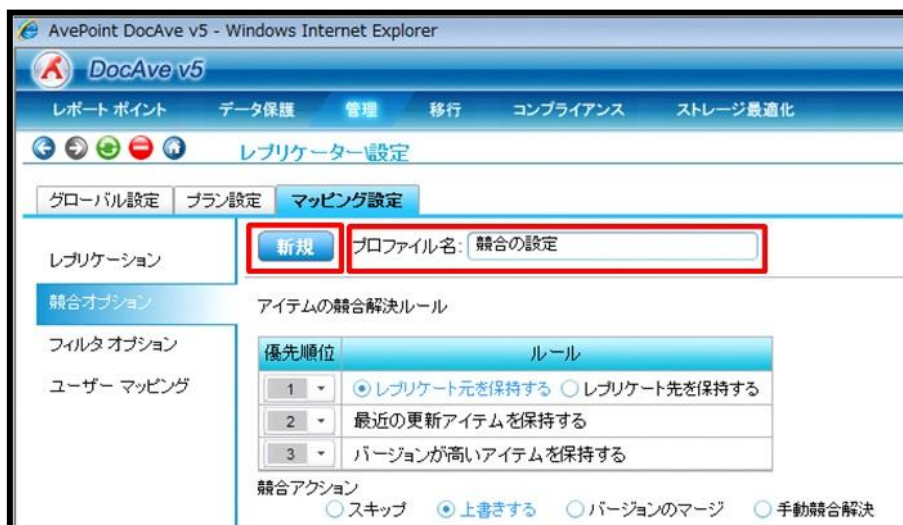 AvePoint DocAve v5 - Windows Internet Explorer
DocAve v5
レポート ポイント データ保護 管理 移行 コンプライアンス ストレージ最適化
レプリケーター\設定
グローバル設定 プラン設定 マッピング設定
新規 プロファイル名: 競合の設定
レプリケーション
競合オプション
フィルタ オプション
ユーザー マッピング
アイテムの競合解決ルール
優先順位 ルール
1 レプリケート元を保持する レプリケート先を保持する
2 最近の更新アイテムを保持する
3 バージョンが高いアイテムを保持する
競合アクション
スキップ 上書きする バージョンのマージ 手動競合解決